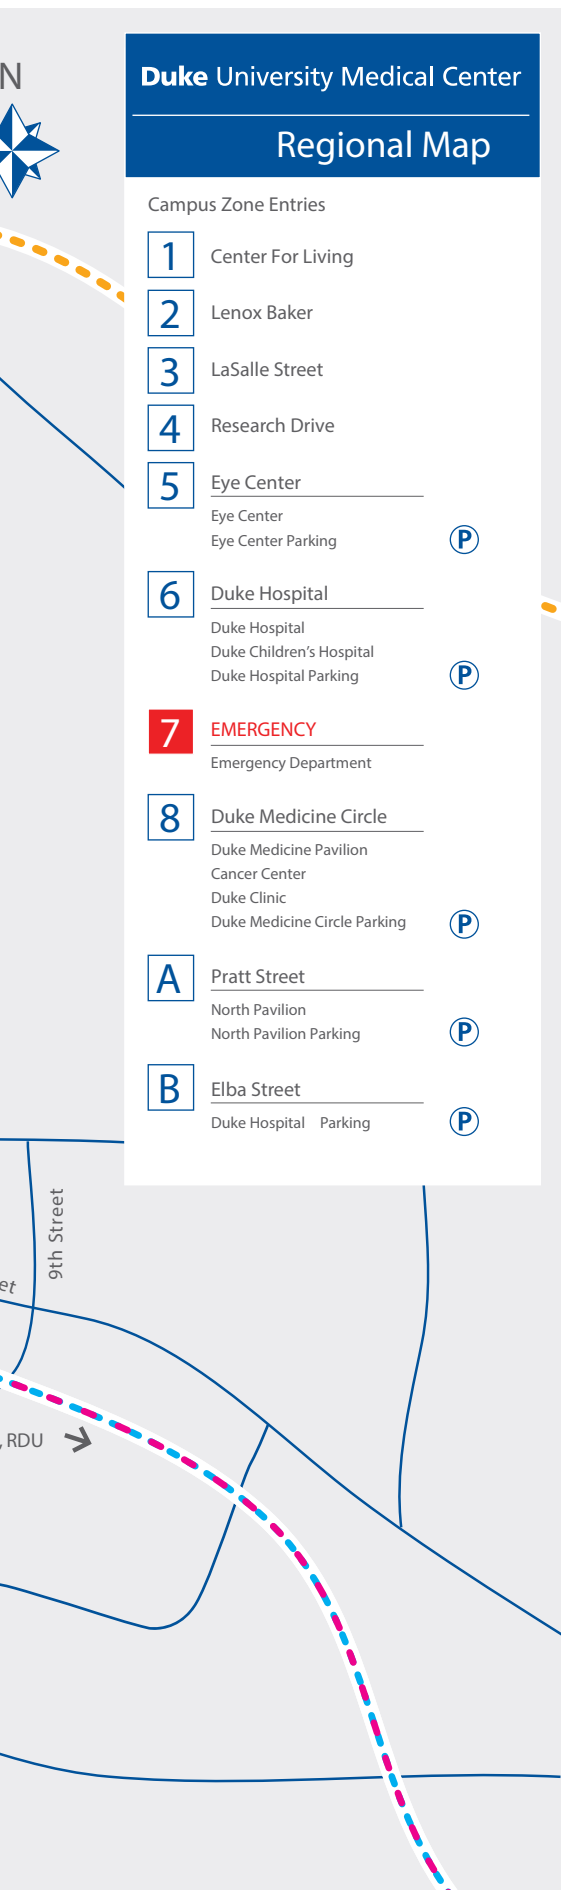 N
Duke University Medical Center
Regional Map
Campus Zone Entries
1 Center For Living
2 Lenox Baker
3 LaSalle Street
4 Research Drive
5 Eye Center
Eye Center
Eye Center Parking P
6 Duke Hospital
Duke Hospital
Duke Children's Hospital
Duke Hospital Parking P
7 EMERGENCY
Emergency Department
8 Duke Medicine Circle
Duke Medicine Pavilion
Cancer Center
Duke Clinic
Duke Medicine Circle Parking P
A Pratt Street
North Pavilion
North Pavilion Parking P
B Elba Street
Duke Hospital Parking P
9th Street
et
, RDU